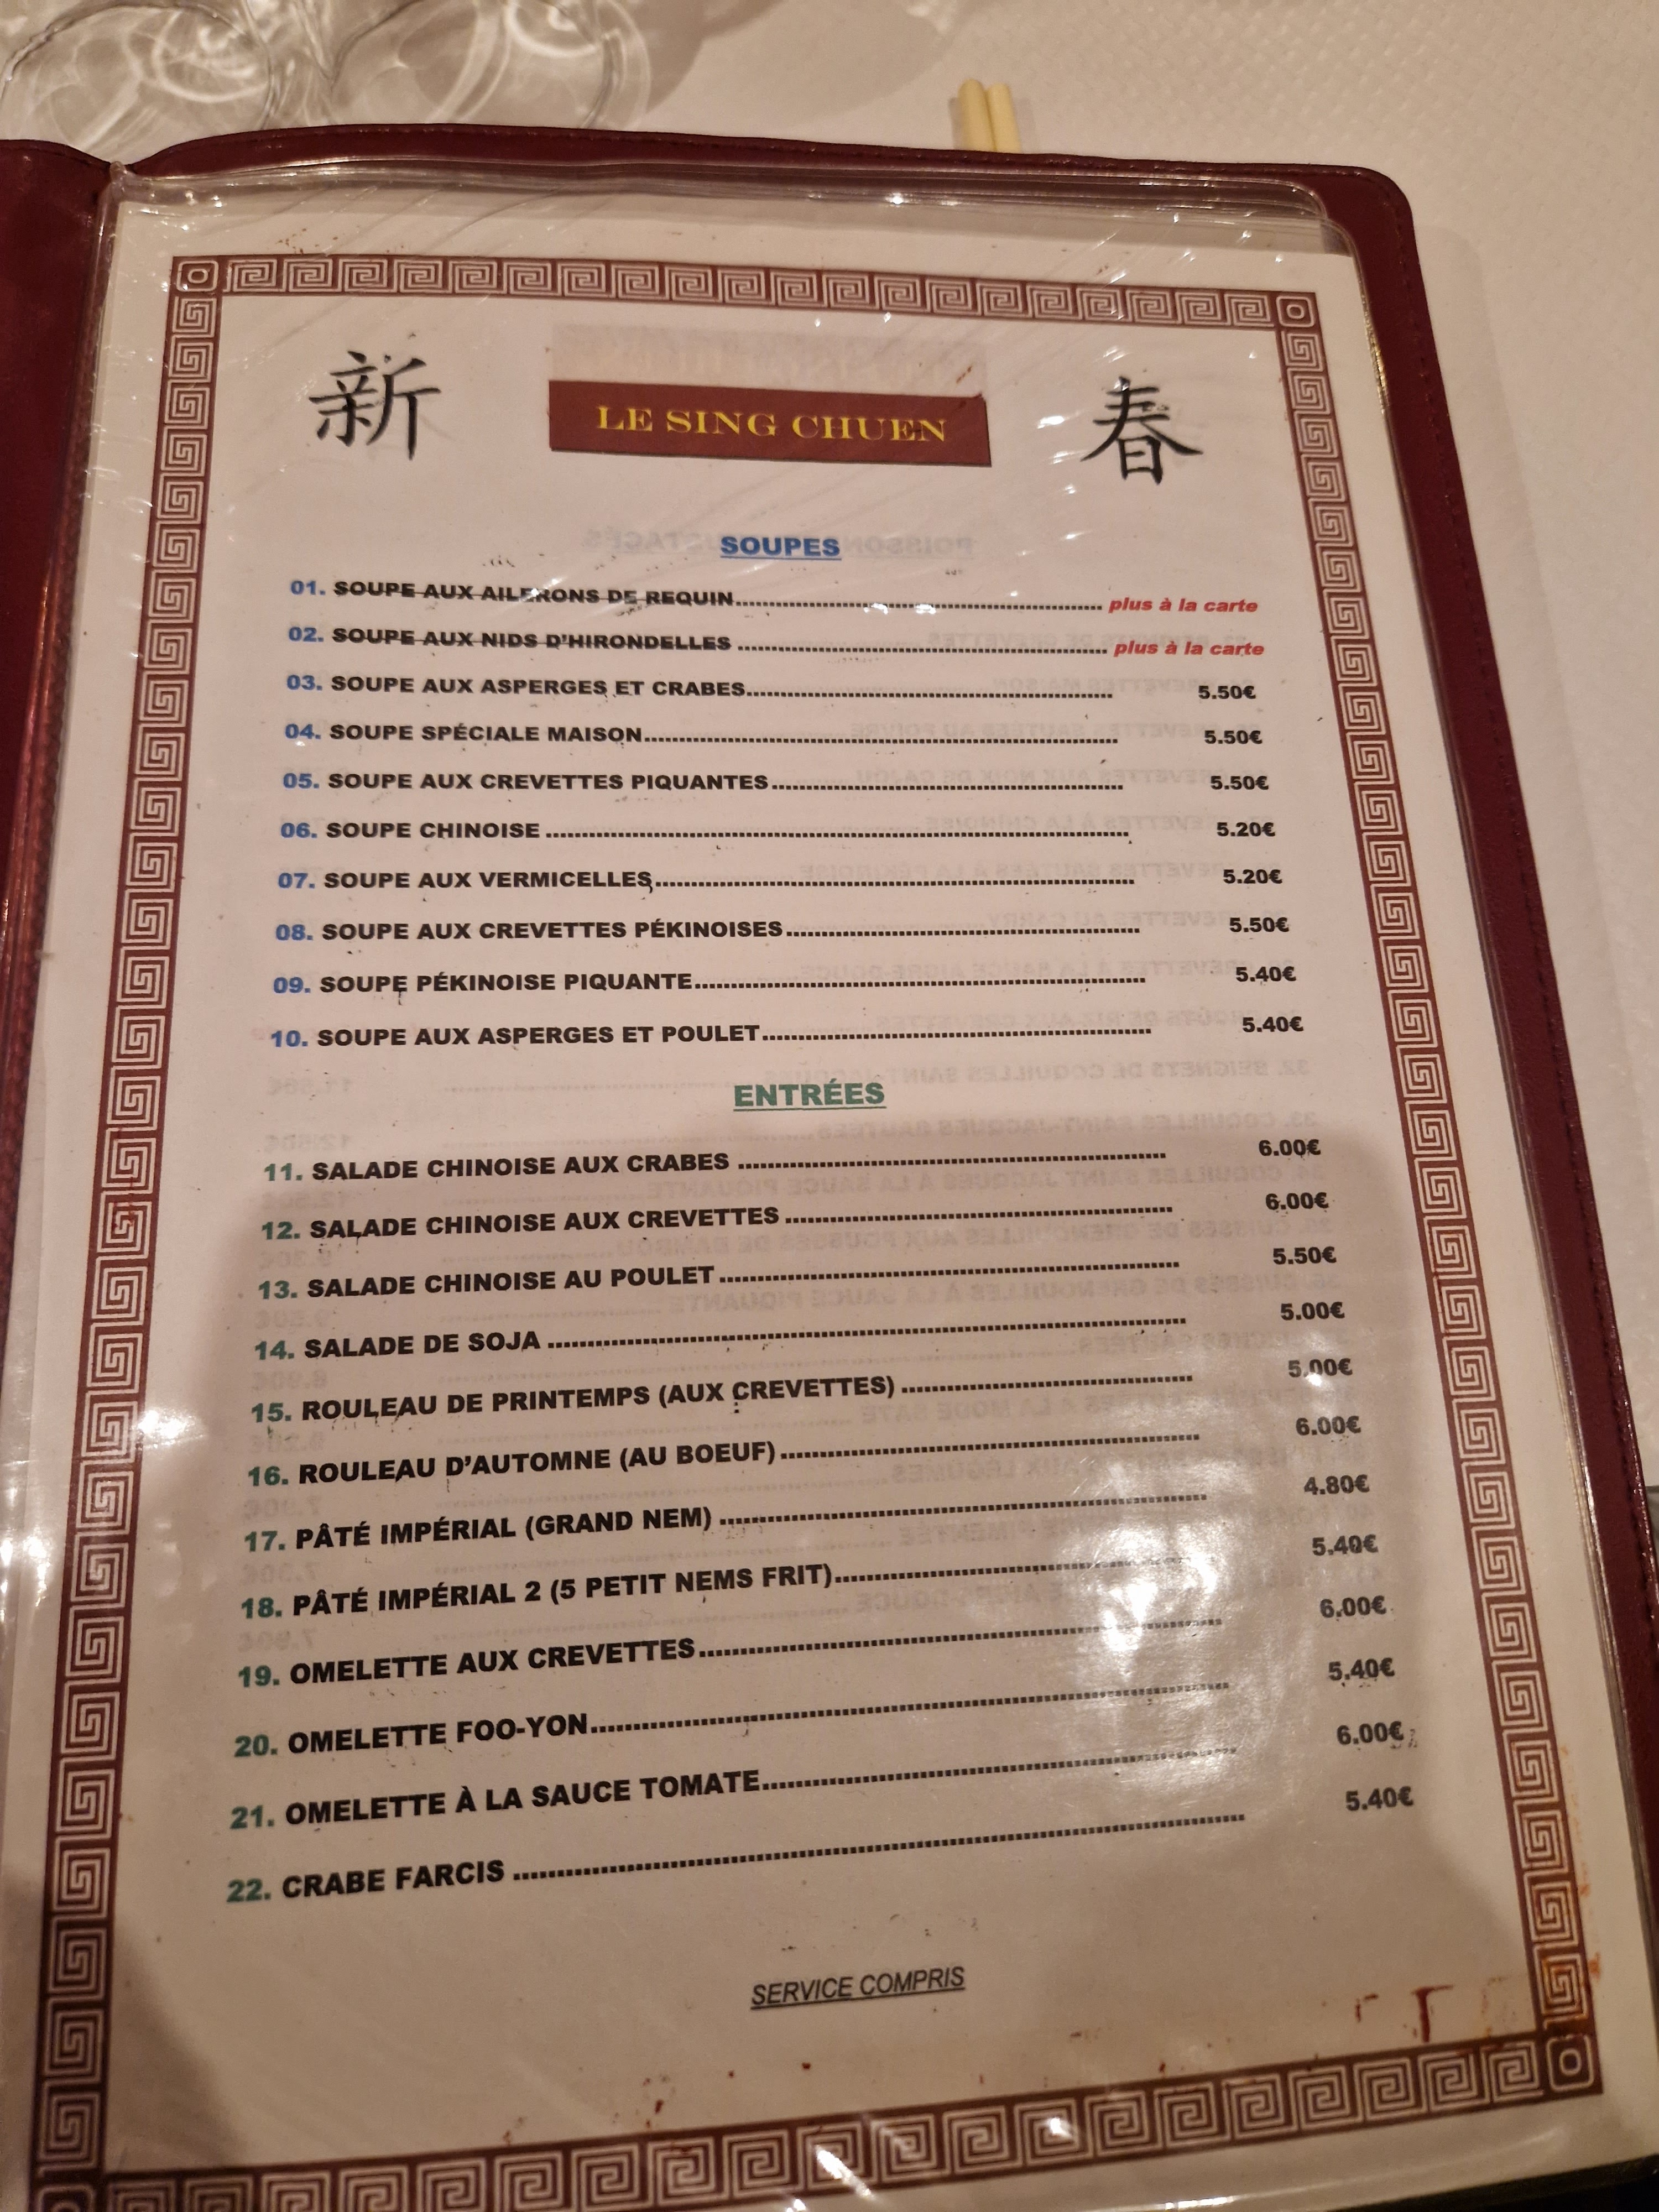 新 LE SING CHUEN 春
SOUPES
01. SOUPE AUX AILERONS DE REQUIN plus à la carte
02. SOUPE AUX NIDS D'HIRONDELLES plus à la carte
03. SOUPE AUX ASPERGES ET CRABES 5.50€
04. SOUPE SPÉCIALE MAISON 5.50€
05. SOUPE AUX CREVETTES PIQUANTES 5.50€
06. SOUPE CHINOISE 5.20€
07. SOUPE AUX VERMICELLES 5.20€
08. SOUPE AUX CREVETTES PÉKINOISES 5.50€
09. SOUPE PÉKINOISE PIQUANTE 5.40€
10. SOUPE AUX ASPERGES ET POULET 5.40€
ENTRÉES
11. SALADE CHINOISE AUX CRABES 6.00€
12. SALADE CHINOISE AUX CREVETTES 6.00€
13. SALADE CHINOISE AU POULET 5.50€
14. SALADE DE SOJA 5.00€
15. ROULEAU DE PRINTEMPS (AUX CREVETTES) 5.00€
16. ROULEAU D'AUTOMNE (AU BOEUF) 6.00€
17. PÂTÉ IMPÉRIAL (GRAND NEM) 4.80€
18. PÂTÉ IMPÉRIAL 2 (5 PETIT NEMS FRIT) 5.40€
19. OMELETTE AUX CREVETTES 6.00€
20. OMELETTE FOO-YON 5.40€
21. OMELETTE À LA SAUCE TOMATE 6.00€
22. CRABE FARCIS 5.40€
SERVICE COMPRIS